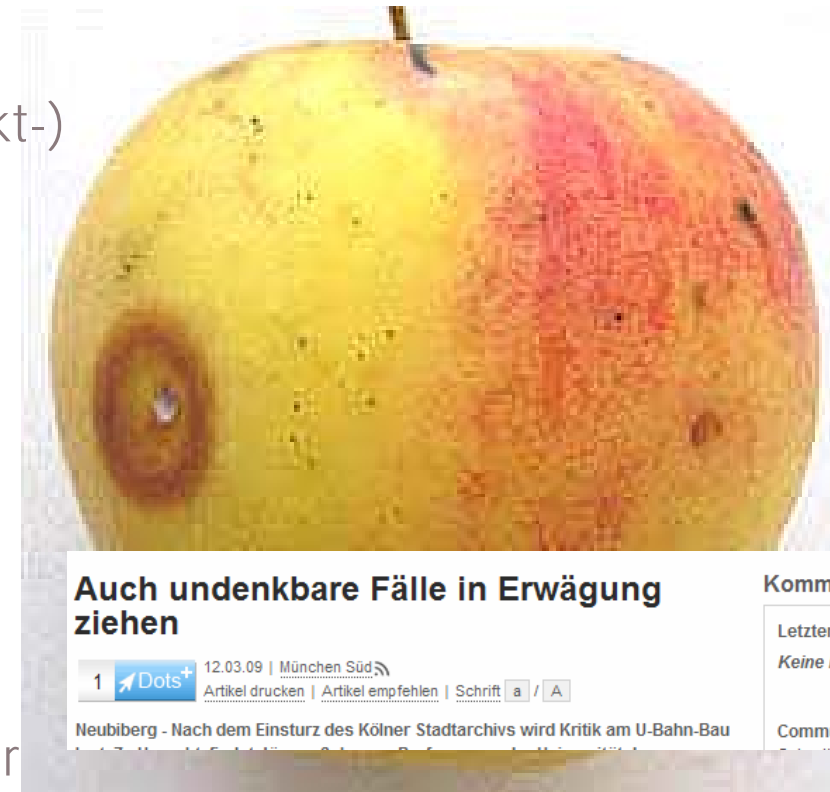 kt-)
Auch undenkbare Fälle in Erwägung
ziehen
1 Dots+
12.03.09 | München Süd
Artikel drucken | Artikel empfehlen | Schrift a / A
Neubiberg - Nach dem Einsturz des Kölner Stadtarchivs wird Kritik am U-Bahn-Bau
Komm
Letzter
Keine
Comm
r